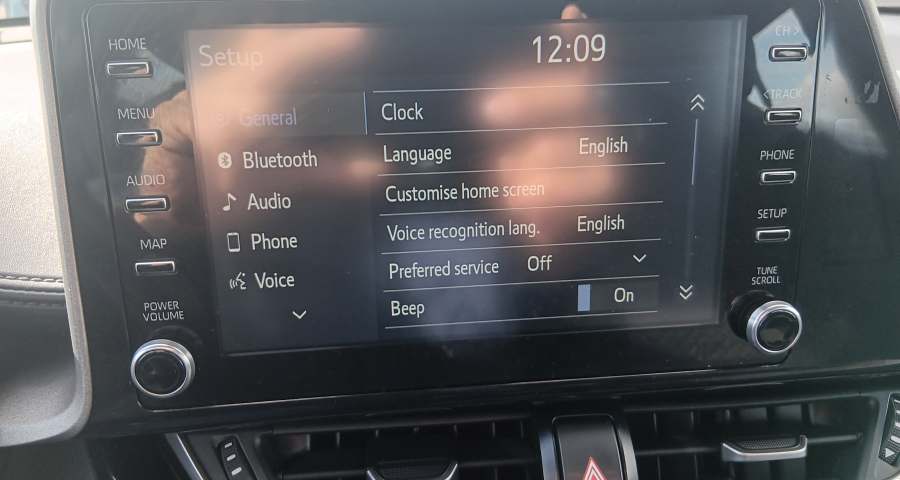 HOME
MENU
AUDIO
MAP
POWER
VOLUME
Setup
12:09
General
Bluetooth
Audio
Phone
Voice
Clock
Language English
Customise home screen
Voice recognition lang. English
Preferred service Off
Beep On
CH >
< TRACK
PHONE
SETUP
TUNE
SCROLL